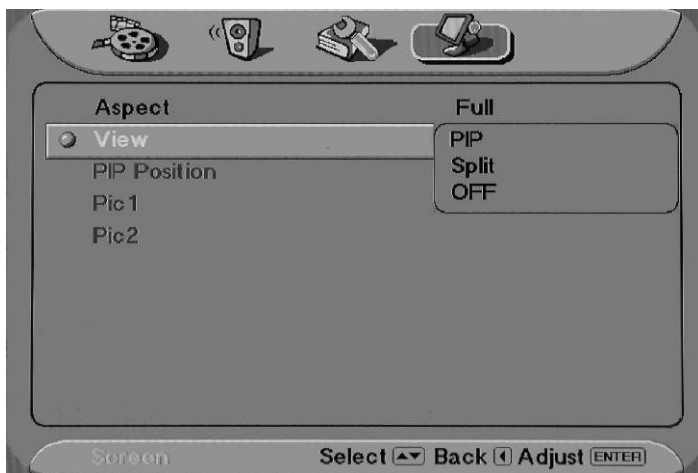 Aspect Full
View PIP
PIP Position Split
Pic1 OFF
Pic2
Screen Select Back Adjust ENTER